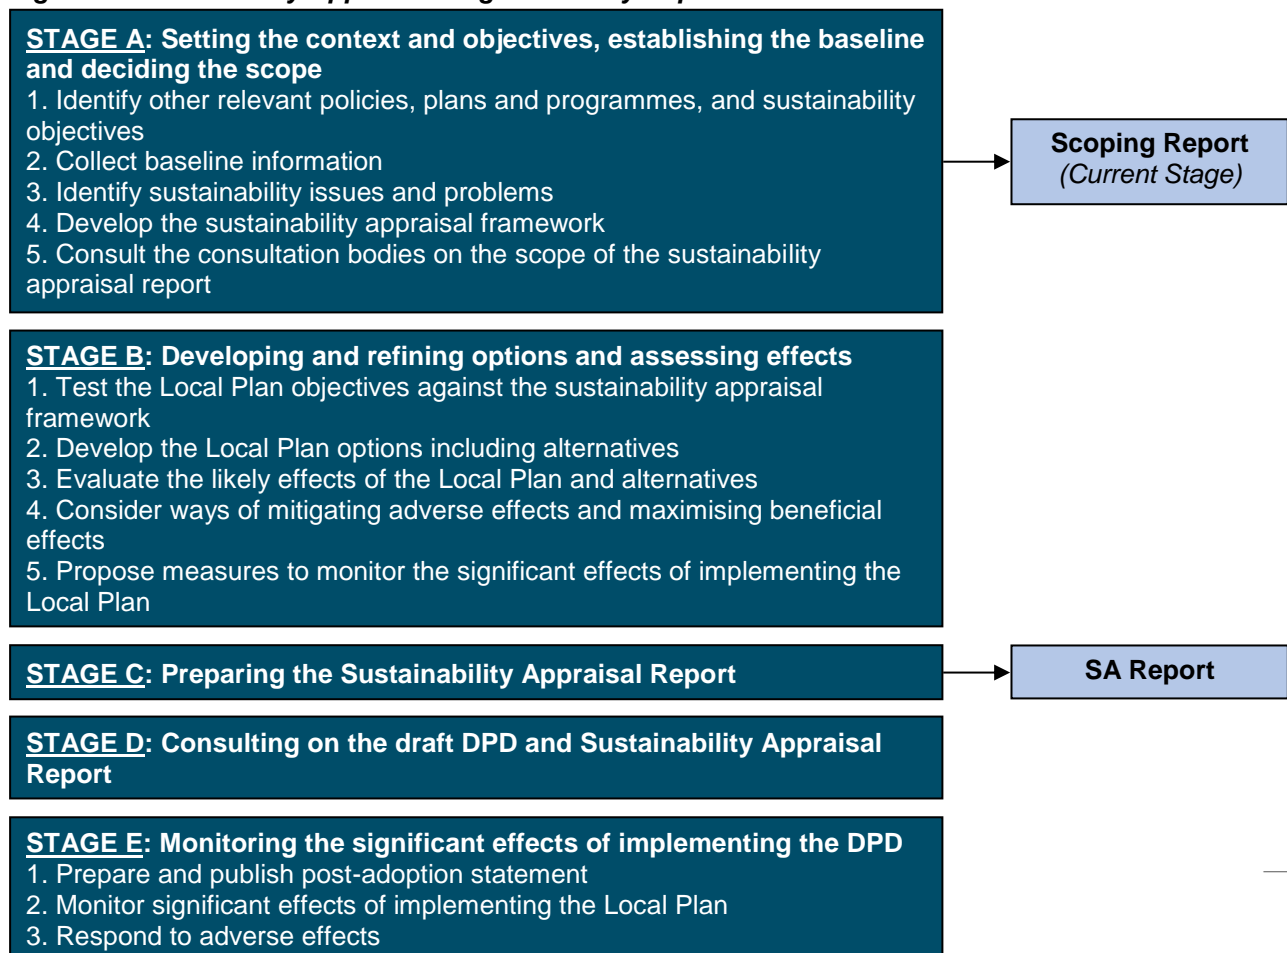 STAGE A: Setting the context and objectives, establishing the baseline
and deciding the scope
1. Identify other relevant policies, plans and programmes, and sustainability
objectives
2. Collect baseline information
3. Identify sustainability issues and problems
4. Develop the sustainability appraisal framework
5. Consult the consultation bodies on the scope of the sustainability
appraisal report
Scoping Report
(Current Stage)
STAGE B: Developing and refining options and assessing effects
1. Test the Local Plan objectives against the sustainability appraisal
framework
2. Develop the Local Plan options including alternatives
3. Evaluate the likely effects of the Local Plan and alternatives
4. Consider ways of mitigating adverse effects and maximising beneficial
effects
5. Propose measures to monitor the significant effects of implementing the
Local Plan
STAGE C: Preparing the Sustainability Appraisal Report
SA Report
STAGE D: Consulting on the draft DPD and Sustainability Appraisal
Report
STAGE E: Monitoring the significant effects of implementing the DPD
1. Prepare and publish post-adoption statement
2. Monitor significant effects of implementing the Local Plan
3. Respond to adverse effects